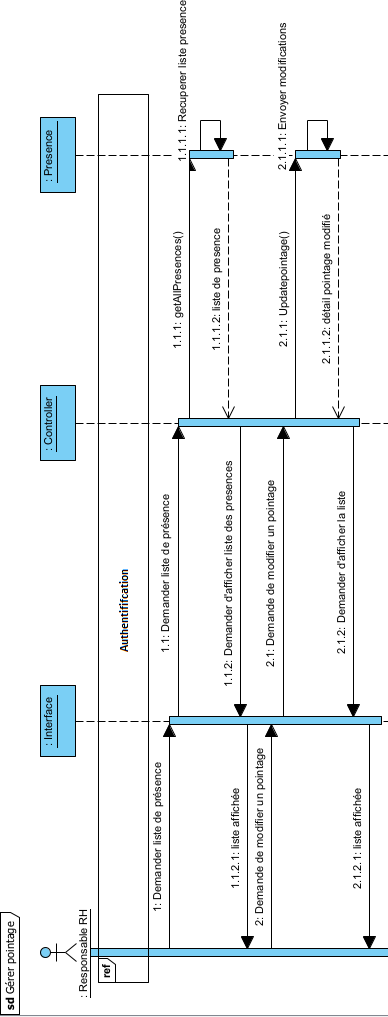 sd Gérer pointage
: Responsable RH
: Interface
: Controller
: Presence
ref
Authentififcation
1: Demander liste de présence
1.1: Demander liste de présence
1.1.1: getAllPresences()
1.1.1.1: Recuperer liste presence
1.1.1.2: liste de presence
1.1.2: Demander d'afficher liste des presences
1.1.2.1: liste affichée
2: Demande de modifier un pointage
2.1: Demande de modifier un pointage
2.1.1: Updatepointage()
2.1.1.1: Envoyer modifications
2.1.1.2: détail pointage modifié
2.1.2: Demander d'afficher la liste
2.1.2.1: liste affichée